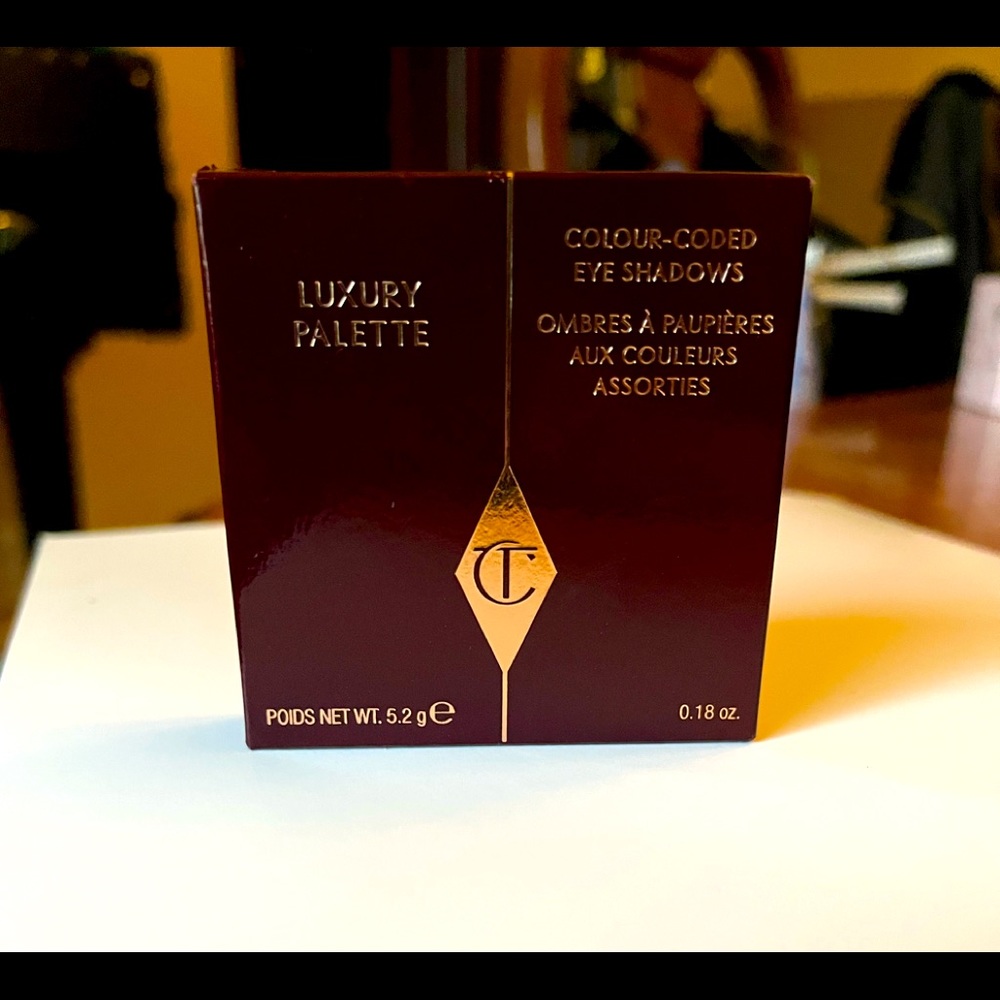 LUXURY
PALETTE
COLOUR-CODED
EYE SHADOWS
OMBRES À PAUPIÈRES
AUX COULEURS
ASSORTIES
CT
POIDS NET WT. 5.2 g ℮
0.18 oz.